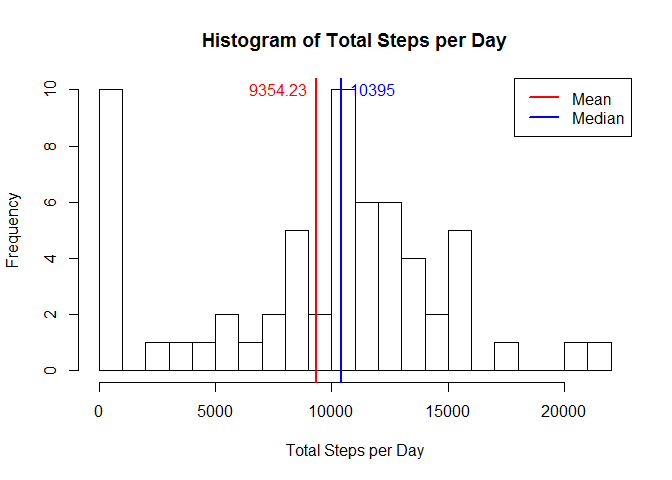 Histogram of Total Steps per Day
9354.23
10395
Mean
Median
Frequency
10
8
6
4
2
0
0 5000 10000 15000 20000
Total Steps per Day